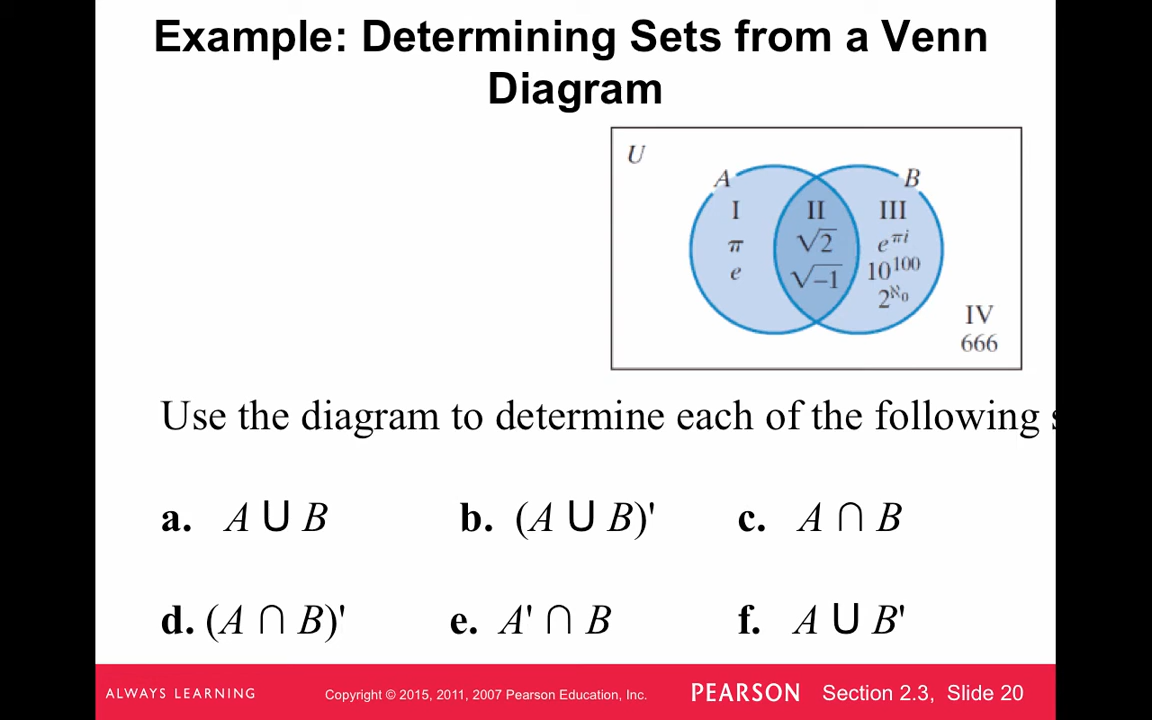 Example: Determining Sets from a Venn
Diagram
U
A B
I II III
π √2 e^πi
e √−1 10^100
2^ℵ0
IV
666
Use the diagram to determine each of the following
a. A ∪ B b. (A ∪ B)' c. A ∩ B
d. (A ∩ B)' e. A' ∩ B f. A ∪ B'
ALWAYS LEARNING Copyright © 2015, 2011, 2007 Pearson Education, Inc. PEARSON Section 2.3, Slide 20